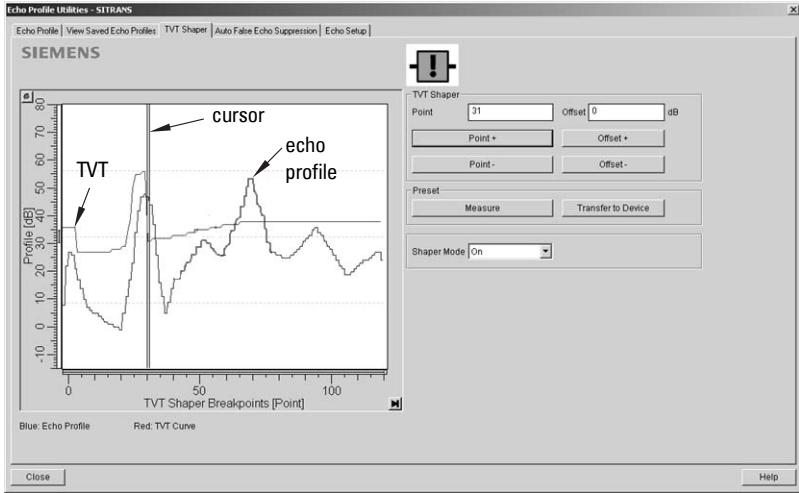 Echo Profile Utilities - SITRANS
Echo Profile View Saved Echo Profiles TVT Shaper Auto False Echo Suppression Echo Setup
SIEMENS
TVT Shaper
Point 31 Offset 0 dB
Point + Offset +
Point - Offset -
Preset
Measure Transfer to Device
Shaper Mode On
cursor
echo
profile
TVT
Profile [dB]
80
70
60
50
40
30
20
10
0
-10
0 50 100
TVT Shaper Breakpoints [Point]
Blue: Echo Profile Red: TVT Curve
Close Help